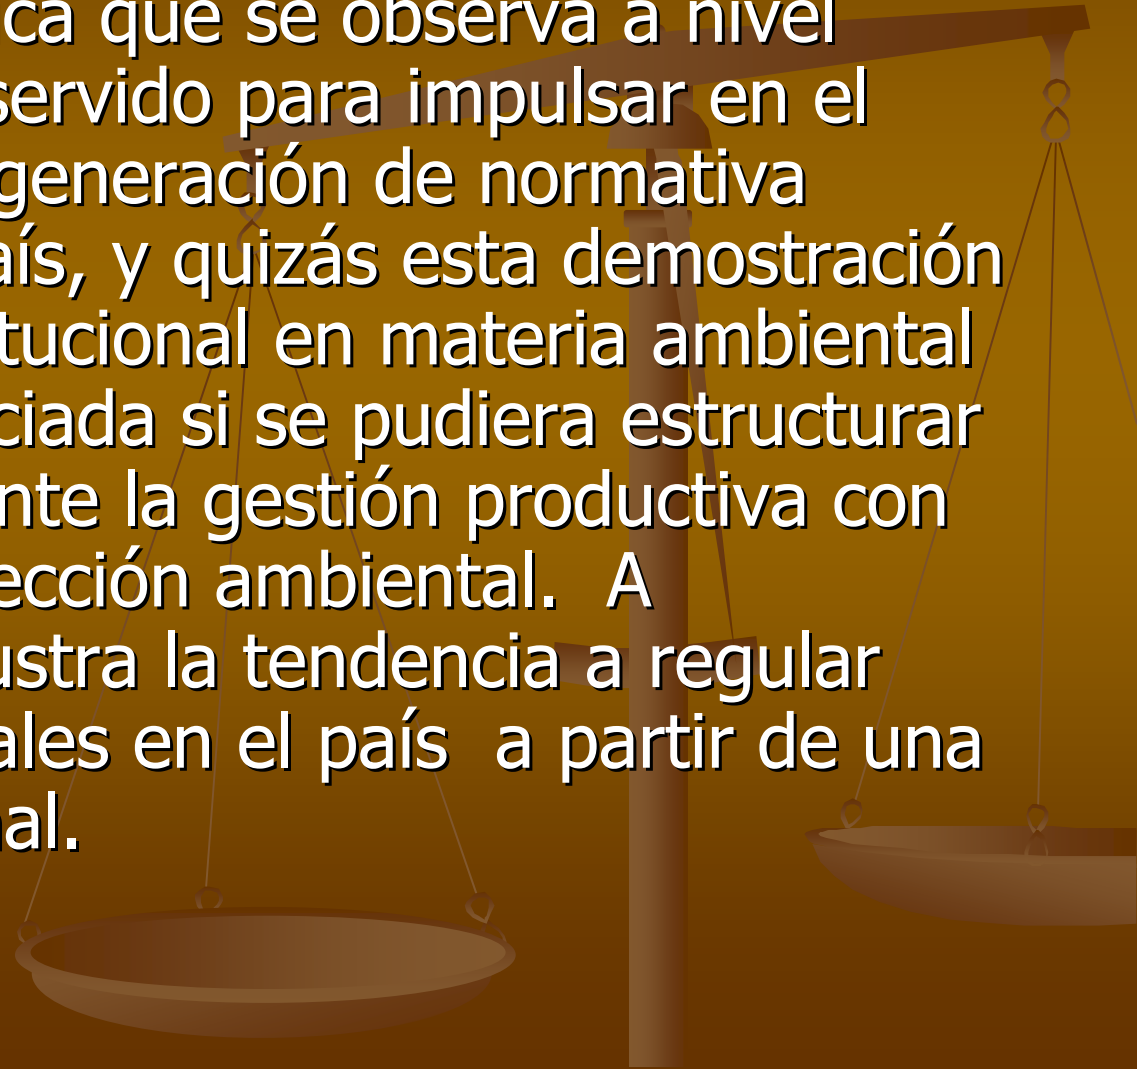 ca que se observa a nivel
servido para impulsar en el
generación de normativa
aís, y quizás esta demostración
tucional en materia ambiental
ciada si se pudiera estructurar
nte la gestión productiva con
ección ambiental.  A
ustra la tendencia a regular
ales en el país  a partir de una
al.